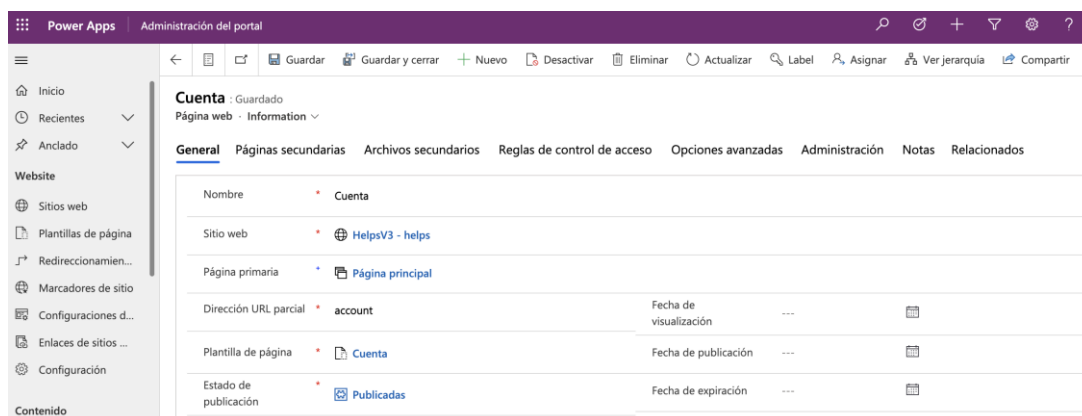 Power Apps Administración del portal
Guardar Guardar y cerrar Nuevo Desactivar Eliminar Actualizar Label Asignar Ver jerarquía Compartir
Inicio
Recientes
Anclado
Website
Sitios web
Plantillas de página
Redireccionamien...
Marcadores de sitio
Configuraciones d...
Enlaces de sitios ...
Configuración
Contenido
Cuenta : Guardado
Página web · Information
General Páginas secundarias Archivos secundarios Reglas de control de acceso Opciones avanzadas Administración Notas Relacionados
Nombre * Cuenta
Sitio web * HelpsV3 - helps
Página primaria + Página principal
Dirección URL parcial * account
Fecha de
visualización ---
Plantilla de página * Cuenta
Fecha de publicación ---
Estado de
publicación * Publicadas
Fecha de expiración ---